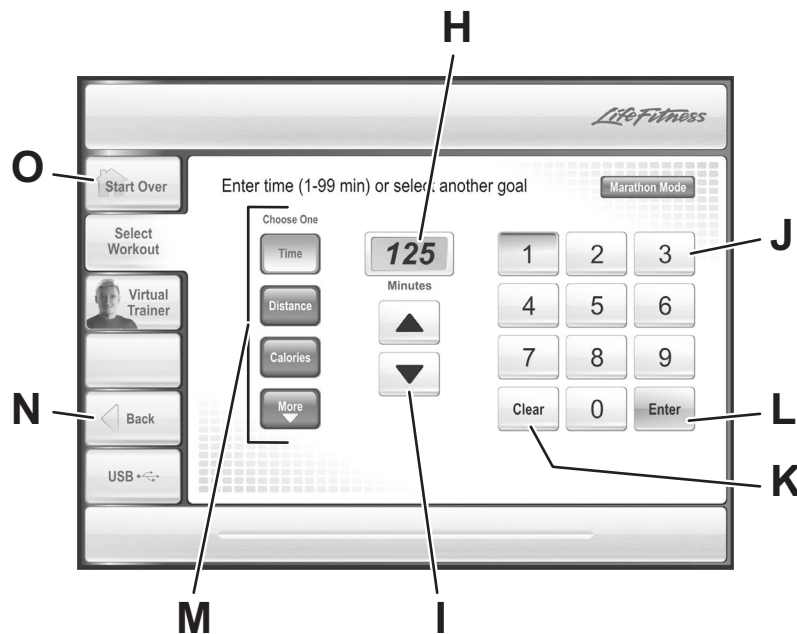 H
LifeFitness
O
Start Over
Enter time (1-99 min) or select another goal
Marathon Mode
Select
Workout
Choose One
Time
125
Minutes
1 2 3
J
Virtual
Trainer
Distance
4 5 6
Calories
7 8 9
N
Back
More
Clear 0 Enter
L
USB
K
M
I